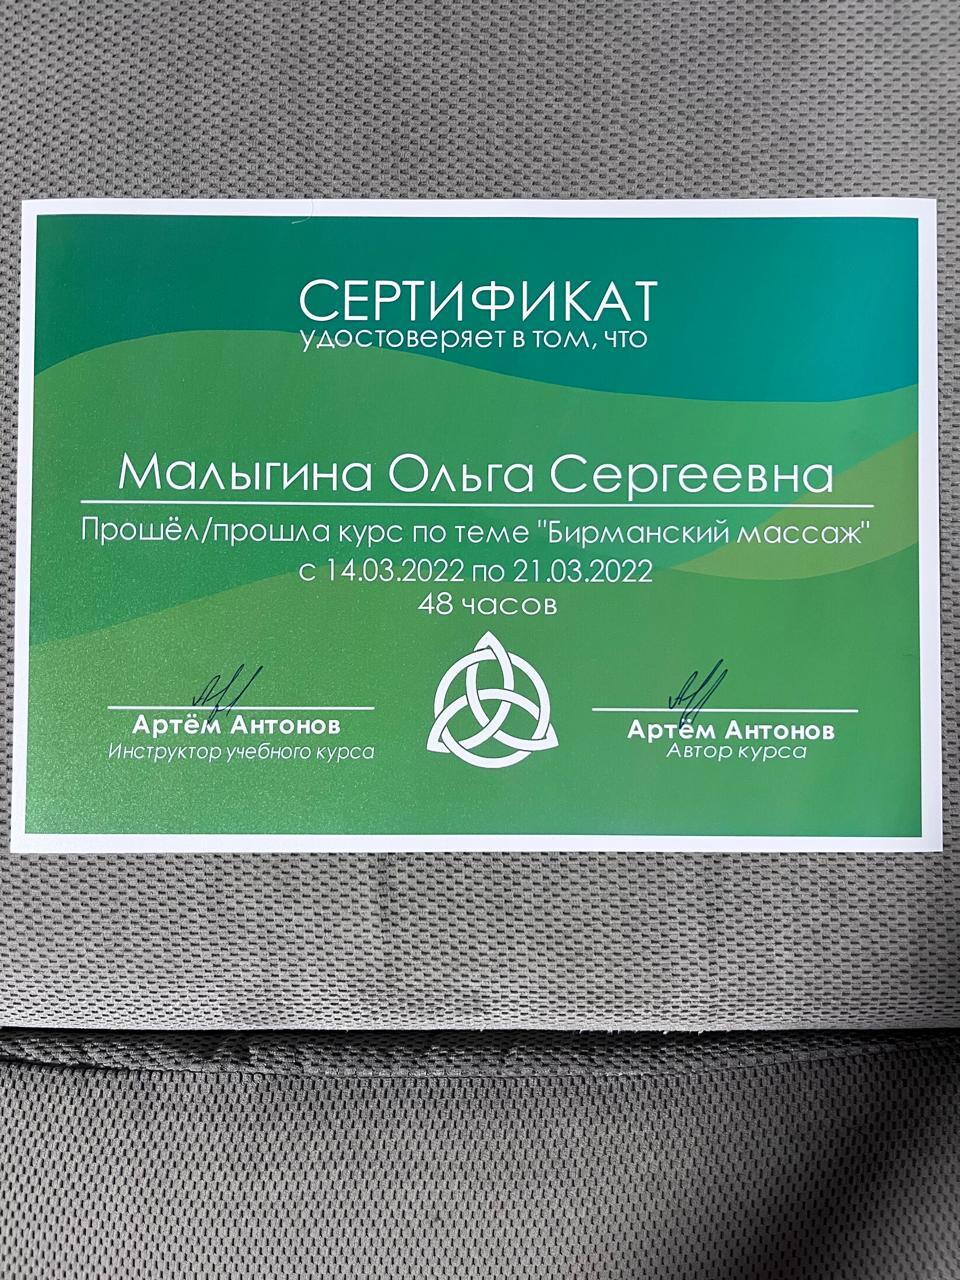 СЕРТИФИКАТ
удостоверяет в том, что
Малыгина Ольга Сергеевна
Прошёл/прошла курс по теме "Бирманский массаж"
с 14.03.2022 по 21.03.2022
48 часов
Артём Антонов
Инструктор учебного курса
Артём Антонов
Автор курса